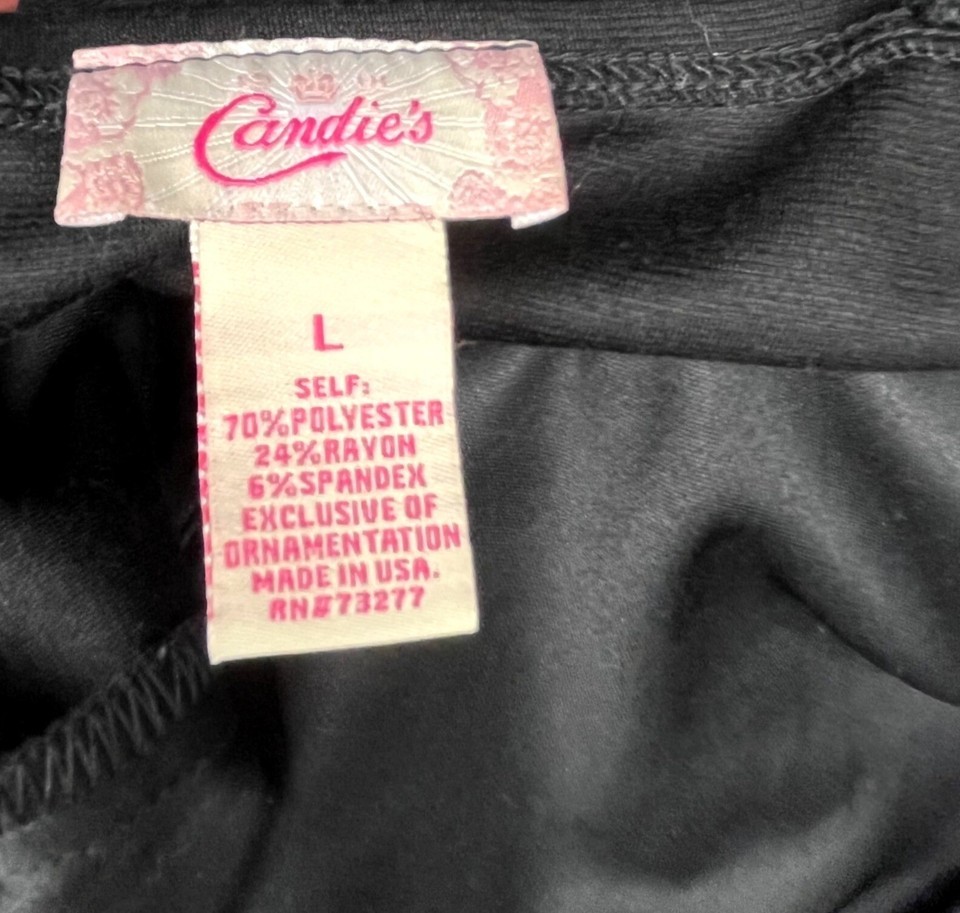 Candie's
L
SELF:
70%POLYESTER
24%RAYON
6%SPANDEX
EXCLUSIVE OF
ORNAMENTATION
MADE IN USA.
RN#73277